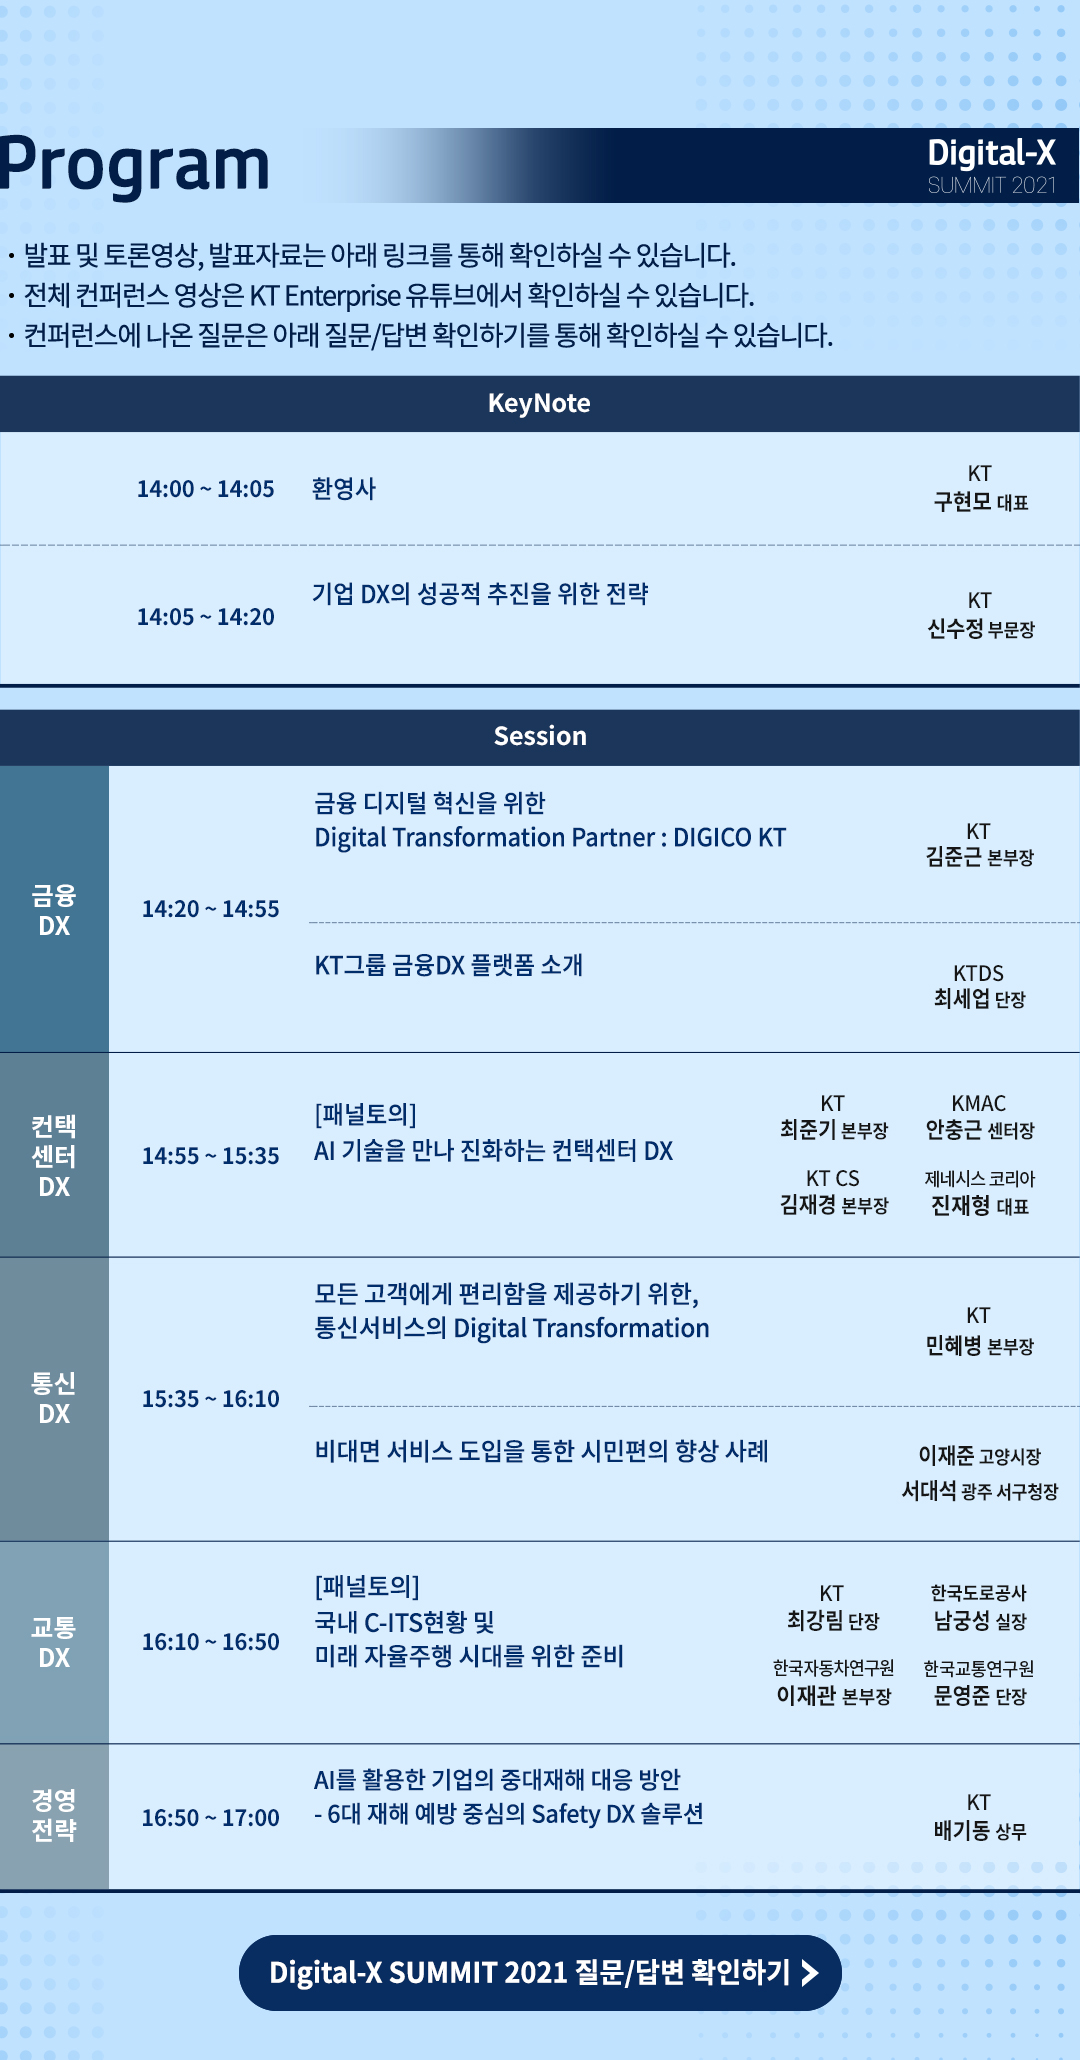 Program
Digital-X
SUMMIT 2021
· 발표 및 토론영상, 발표자료는 아래 링크를 통해 확인하실 수 있습니다.
· 전체 컨퍼런스 영상은 KT Enterprise 유튜브에서 확인하실 수 있습니다.
· 컨퍼런스에 나온 질문은 아래 질문/답변 확인하기를 통해 확인하실 수 있습니다.
KeyNote
14:00 ~ 14:05
환영사
KT
구현모 대표
14:05 ~ 14:20
기업 DX의 성공적 추진을 위한 전략
KT
신수정 부문장
Session
금융
DX
14:20 ~ 14:55
금융 디지털 혁신을 위한
Digital Transformation Partner : DIGICO KT
KT
김준근 본부장
KT그룹 금융DX 플랫폼 소개
KTDS
최세업 단장
컨택
센터
DX
14:55 ~ 15:35
[패널토의]
AI 기술을 만나 진화하는 컨택센터 DX
KT
최준기 본부장
KMAC
안충근 센터장
KT CS
김재경 본부장
제네시스 코리아
진재형 대표
통신
DX
15:35 ~ 16:10
모든 고객에게 편리함을 제공하기 위한,
통신서비스의 Digital Transformation
KT
민혜병 본부장
비대면 서비스 도입을 통한 시민편의 향상 사례
이재준 고양시장
서대석 광주 서구청장
교통
DX
16:10 ~ 16:50
[패널토의]
국내 C-ITS현황 및
미래 자율주행 시대를 위한 준비
KT
최강림 단장
한국도로공사
남궁성 실장
한국자동차연구원
이재관 본부장
한국교통연구원
문영준 단장
경영
전략
16:50 ~ 17:00
AI를 활용한 기업의 중대재해 대응 방안
- 6대 재해 예방 중심의 Safety DX 솔루션
KT
배기동 상무
Digital-X SUMMIT 2021 질문/답변 확인하기 >